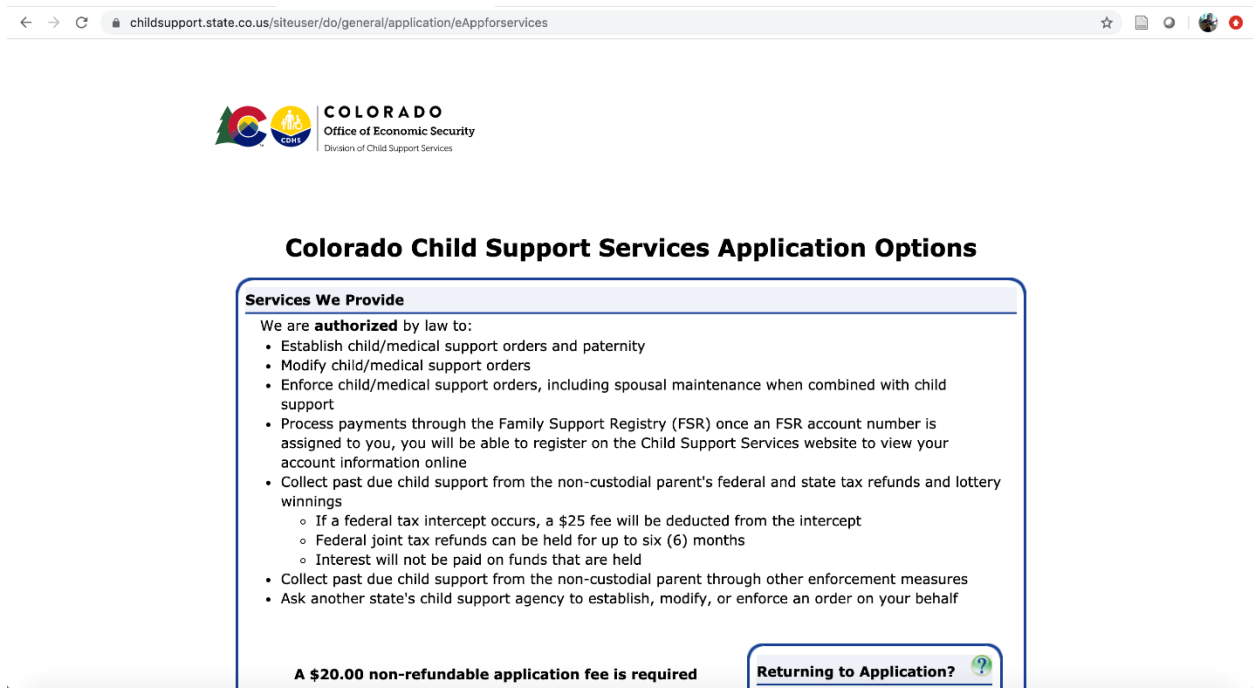 childsupport.state.co.us/siteuser/do/general/application/eAppforservices
COLORADO
Office of Economic Security
CDHS
Division of Child Support Services
Colorado Child Support Services Application Options
Services We Provide
We are authorized by law to:
• Establish child/medical support orders and paternity
• Modify child/medical support orders
• Enforce child/medical support orders, including spousal maintenance when combined with child
support
• Process payments through the Family Support Registry (FSR) once an FSR account number is
assigned to you, you will be able to register on the Child Support Services website to view your
account information online
• Collect past due child support from the non-custodial parent's federal and state tax refunds and lottery
winnings
◦ If a federal tax intercept occurs, a $25 fee will be deducted from the intercept
◦ Federal joint tax refunds can be held for up to six (6) months
◦ Interest will not be paid on funds that are held
• Collect past due child support from the non-custodial parent through other enforcement measures
• Ask another state's child support agency to establish, modify, or enforce an order on your behalf
A $20.00 non-refundable application fee is required
Returning to Application? ?